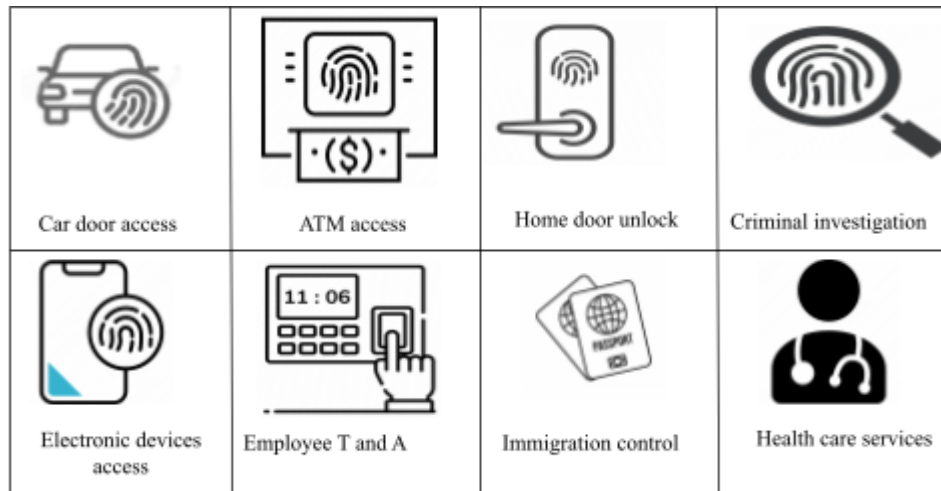 ($)
Car door access
ATM access
Home door unlock
Criminal investigation
11 : 06
PASSPORT
Electronic devices
access
Employee T and A
Immigration control
Health care services